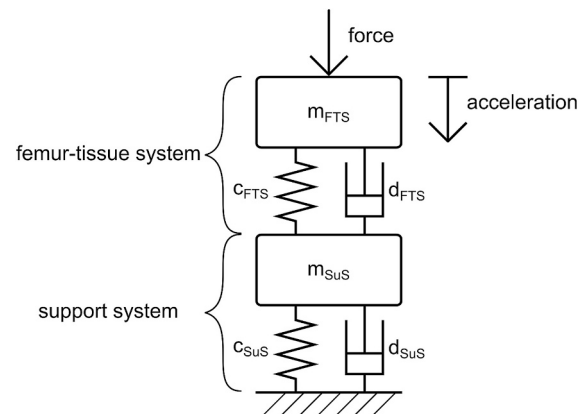 force
acceleration
m_FTS
femur-tissue system
c_FTS
d_FTS
m_SuS
support system
c_SuS
d_SuS